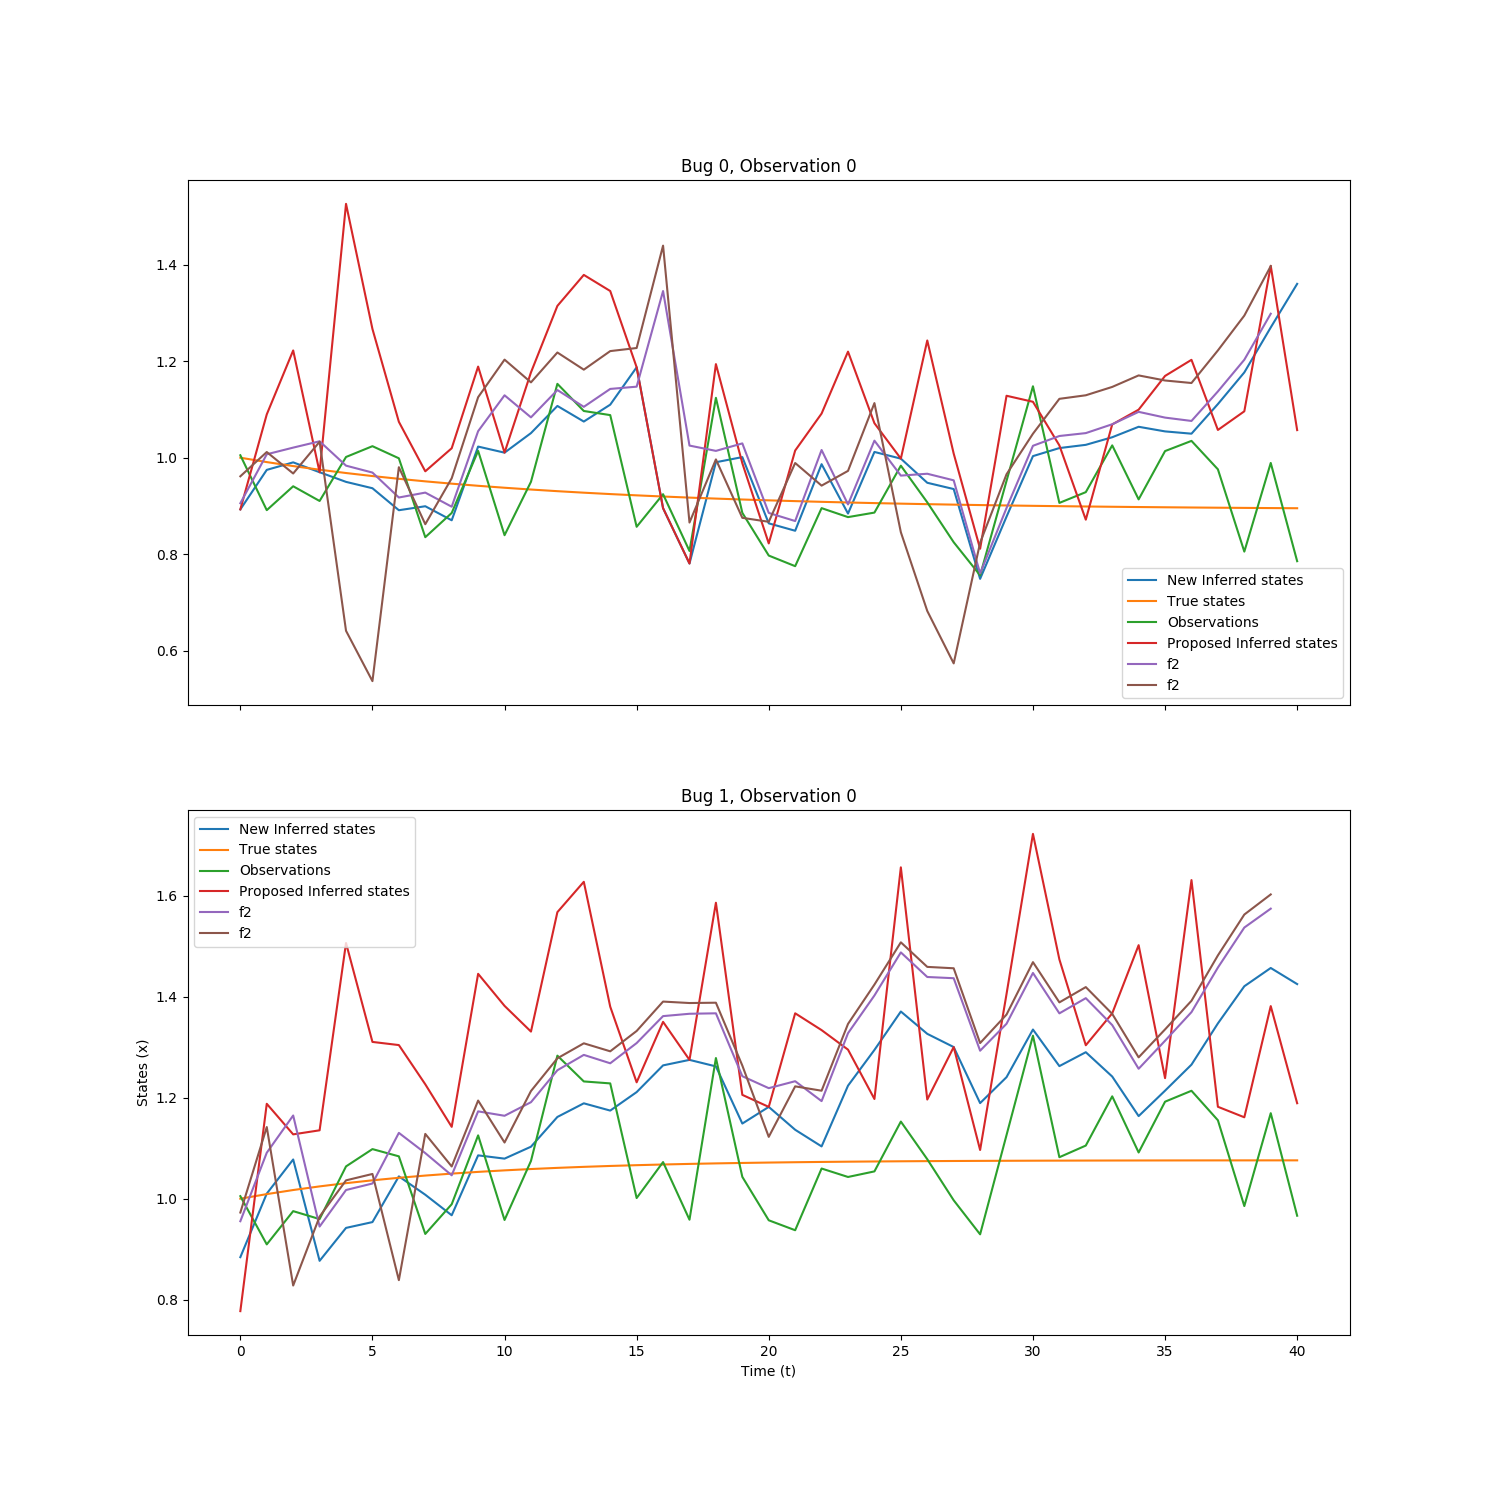 Bug 0, Observation 0
1.4
1.2
1.0
0.8
0.6
New Inferred states
True states
Observations
Proposed Inferred states
f2
f2
Bug 1, Observation 0
New Inferred states
True states
Observations
Proposed Inferred states
f2
f2
1.6
1.4
1.2
1.0
0.8
States (x)
0 5 10 15 20 25 30 35 40
Time (t)